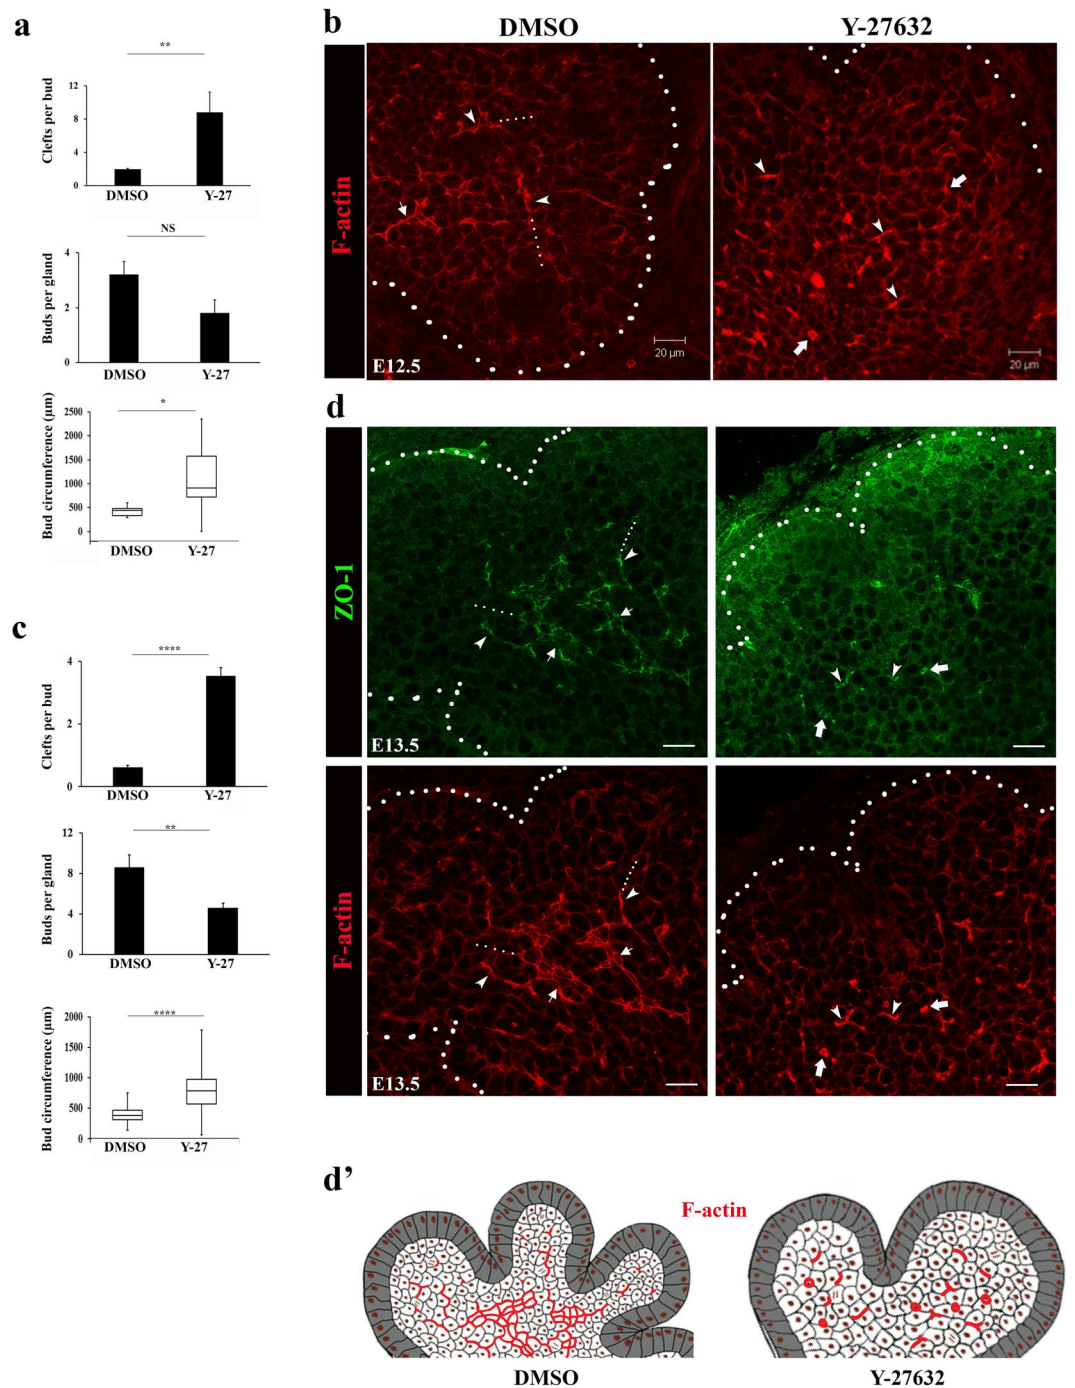 a
**
Clefts per bud
12
8
4
0
DMSO Y-27
NS
Buds per gland
4
2
0
DMSO Y-27
*
Bud circumference (μm)
2500
2000
1500
1000
500
0
DMSO Y-27
b
DMSO Y-27632
F-actin
E12.5
20 μm
20 μm
c
****
Clefts per bud
4
2
0
DMSO Y-27
**
Buds per gland
12
8
4
0
DMSO Y-27
****
Bud circumference (μm)
2000
1500
1000
500
0
DMSO Y-27
d
ZO-1
E13.5
F-actin
E13.5
d’
F-actin
DMSO Y-27632